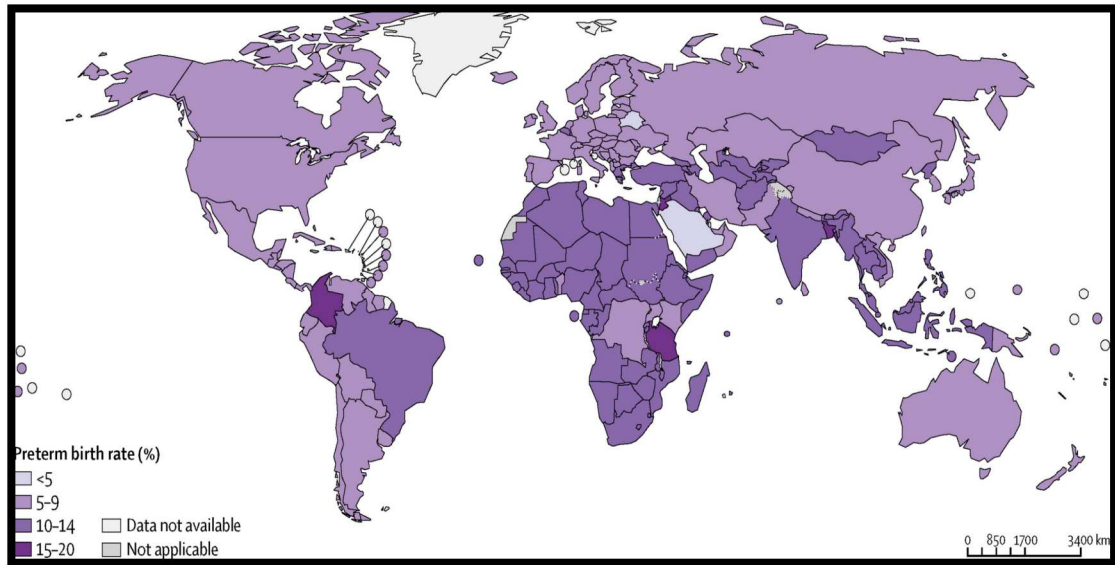 Preterm birth rate (%)
<5
5–9
10–14
15–20
Data not available
Not applicable
0 850 1700 3400 km